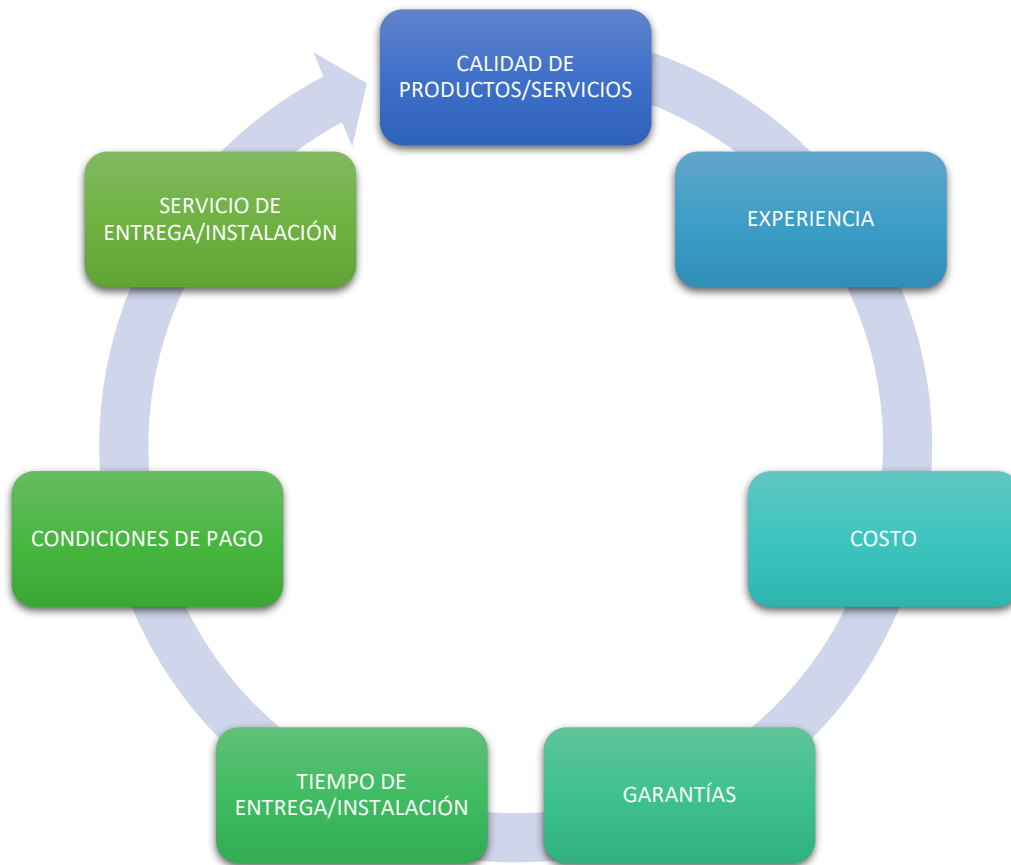 CALIDAD DE
PRODUCTOS/SERVICIOS
EXPERIENCIA
COSTO
GARANTÍAS
TIEMPO DE
ENTREGA/INSTALACIÓN
CONDICIONES DE PAGO
SERVICIO DE
ENTREGA/INSTALACIÓN